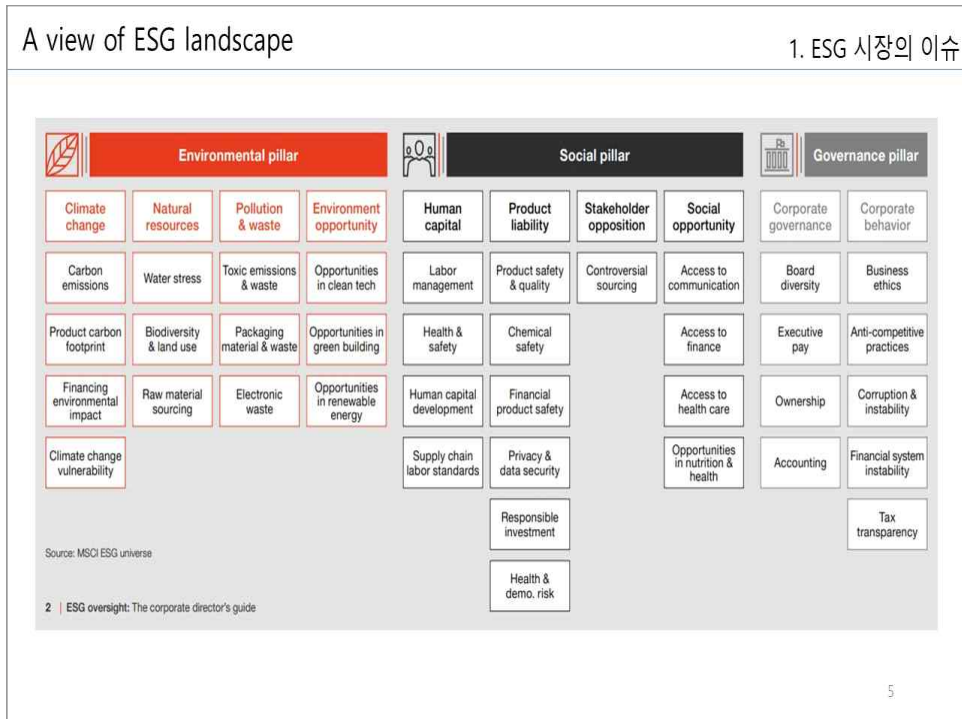 A view of ESG landscape
1. ESG 시장의 이슈
Environmental pillar
Climate
change
Natural
resources
Pollution
& waste
Environment
opportunity
Carbon
emissions
Water stress
Toxic emissions
& waste
Opportunities
in clean tech
Product carbon
footprint
Biodiversity
& land use
Packaging
material & waste
Opportunities in
green building
Financing
environmental
impact
Raw material
sourcing
Electronic
waste
Opportunities
in renewable
energy
Climate change
vulnerability
Social pillar
Human
capital
Product
liability
Stakeholder
opposition
Social
opportunity
Labor
management
Product safety
& quality
Controversial
sourcing
Access to
communication
Health &
safety
Chemical
safety
Access to
finance
Human capital
development
Financial
product safety
Access to
health care
Supply chain
labor standards
Privacy &
data security
Opportunities
in nutrition &
health
Responsible
investment
Health &
demo. risk
Governance pillar
Corporate
governance
Corporate
behavior
Board
diversity
Business
ethics
Executive
pay
Anti-competitive
practices
Ownership
Corruption &
instability
Accounting
Financial system
instability
Tax
transparency
Source: MSCI ESG universe
2 | ESG oversight: The corporate director's guide
5